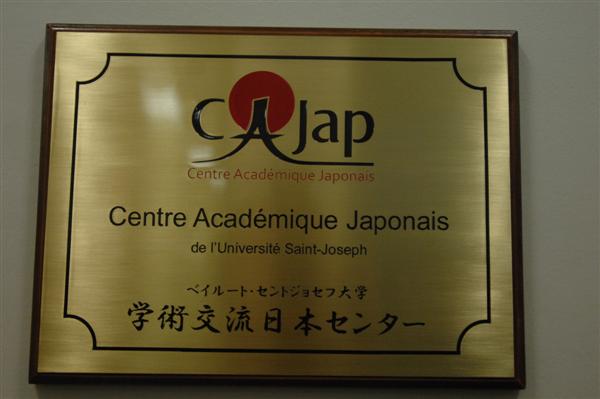 CAJap
Centre Académique Japonais
Centre Académique Japonais
de l'Université Saint-Joseph
ベイルート・セントジョセフ大学
学術交流日本センター